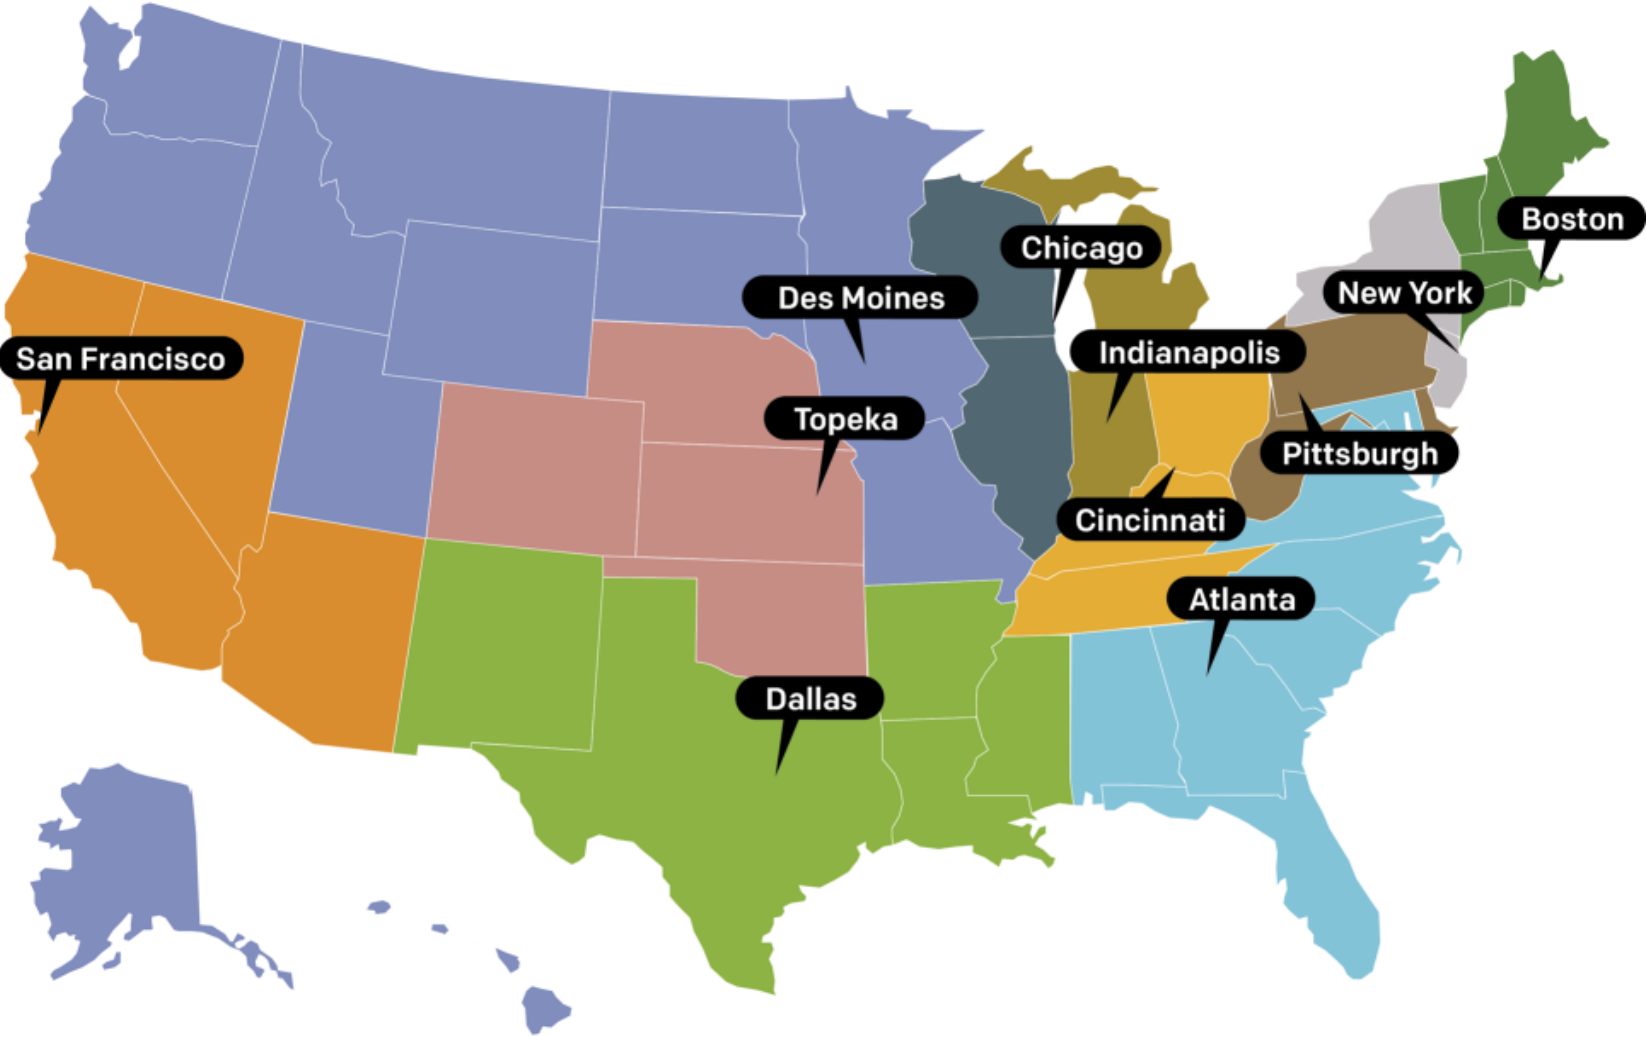 Boston
Chicago
New York
Des Moines
Indianapolis
San Francisco
Topeka
Pittsburgh
Cincinnati
Atlanta
Dallas